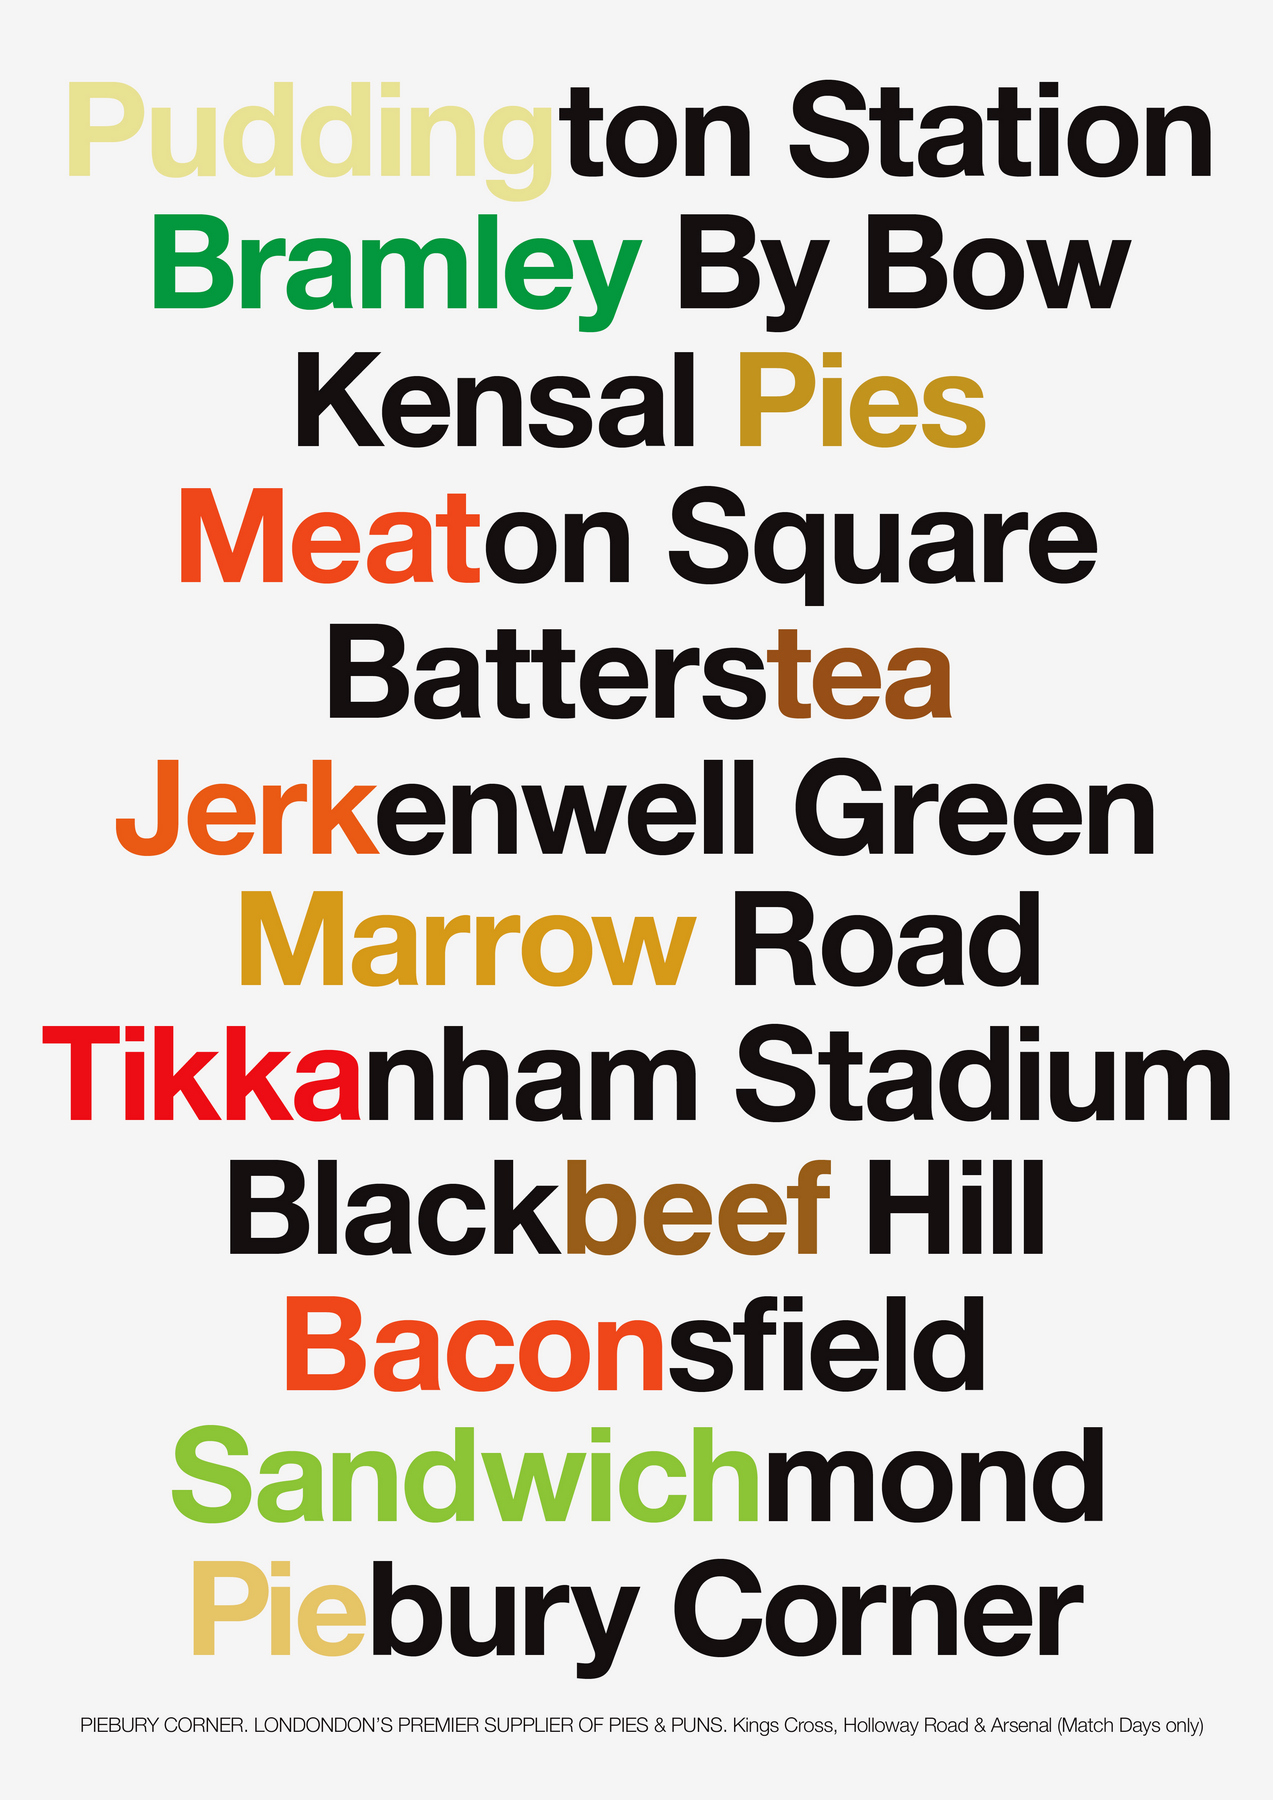 Puddington Station
Bramley By Bow
Kensal Pies
Meaton Square
Batterstea
Jerkenwell Green
Marrow Road
Tikkanham Stadium
Blackbeef Hill
Baconsfield
Sandwichmond
Piebury Corner
PIEBURY CORNER. LONDONDON'S PREMIER SUPPLIER OF PIES & PUNS. Kings Cross, Holloway Road & Arsenal (Match Days only)